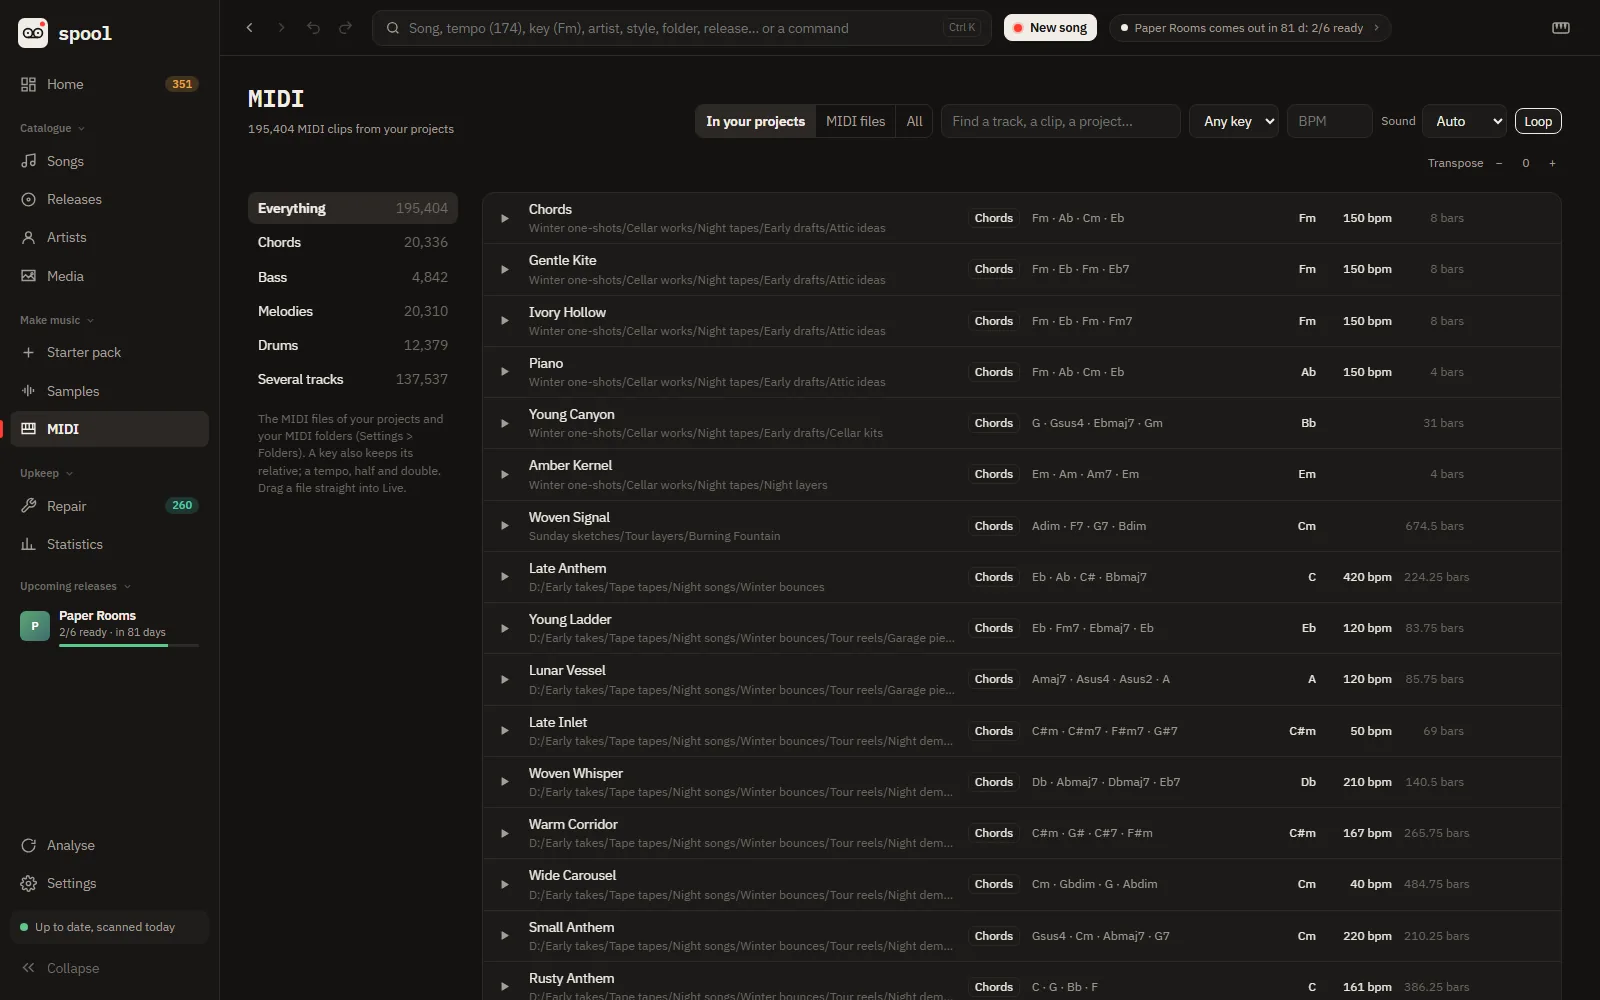 spool
Song, tempo (174), key (Fm), artist, style, folder, release... or a command
Ctrl K
New song
Paper Rooms comes out in 81 d: 2/6 ready
Home
351
Catalogue
Songs
Releases
Artists
Media
Make music
Starter pack
Samples
MIDI
Upkeep
Repair
260
Statistics
Upcoming releases
P
Paper Rooms
2/6 ready · in 81 days
Analyse
Settings
Up to date, scanned today
Collapse
MIDI
195,404 MIDI clips from your projects
In your projects
MIDI files
All
Find a track, a clip, a project...
Any key
BPM
Sound
Auto
Loop
Transpose − 0 +
Everything 195,404
Chords 20,336
Bass 4,842
Melodies 20,310
Drums 12,379
Several tracks 137,537
The MIDI files of your projects and
your MIDI folders (Settings >
Folders). A key also keeps its
relative; a tempo, half and double.
Drag a file straight into Live.
Chords
Winter one-shots/Cellar works/Night tapes/Early drafts/Attic ideas
Chords Fm · Ab · Cm · Eb Fm 150 bpm 8 bars
Gentle Kite
Winter one-shots/Cellar works/Night tapes/Early drafts/Attic ideas
Chords Fm · Eb · Fm · Eb7 Fm 150 bpm 8 bars
Ivory Hollow
Winter one-shots/Cellar works/Night tapes/Early drafts/Attic ideas
Chords Fm · Eb · Fm · Fm7 Fm 150 bpm 8 bars
Piano
Winter one-shots/Cellar works/Night tapes/Early drafts/Attic ideas
Chords Fm · Ab · Cm · Eb Ab 150 bpm 4 bars
Young Canyon
Winter one-shots/Cellar works/Night tapes/Early drafts/Cellar kits
Chords G · Gsus4 · Ebmaj7 · Gm Bb 31 bars
Amber Kernel
Winter one-shots/Cellar works/Night tapes/Night layers
Chords Em · Am · Am7 · Em Em 4 bars
Woven Signal
Sunday sketches/Tour layers/Burning Fountain
Chords Adim · F7 · G7 · Bdim Cm 674.5 bars
Late Anthem
D:/Early takes/Tape tapes/Night songs/Winter bounces
Chords Eb · Ab · C# · Bbmaj7 C 420 bpm 224.25 bars
Young Ladder
D:/Early takes/Tape tapes/Night songs/Winter bounces/Tour reels/Garage pie...
Chords Eb · Fm7 · Ebmaj7 · Eb Eb 120 bpm 83.75 bars
Lunar Vessel
D:/Early takes/Tape tapes/Night songs/Winter bounces/Tour reels/Garage pie...
Chords Amaj7 · Asus4 · Asus2 · A A 120 bpm 85.75 bars
Late Inlet
D:/Early takes/Tape tapes/Night songs/Winter bounces/Tour reels/Night dem...
Chords C#m · C#m7 · F#m7 · G#7 C#m 50 bpm 69 bars
Woven Whisper
D:/Early takes/Tape tapes/Night songs/Winter bounces/Tour reels/Night dem...
Chords Db · Abmaj7 · Dbmaj7 · Eb7 Db 210 bpm 140.5 bars
Warm Corridor
D:/Early takes/Tape tapes/Night songs/Winter bounces/Tour reels/Night dem...
Chords C#m · G# · C#7 · F#m C#m 167 bpm 265.75 bars
Wide Carousel
D:/Early takes/Tape tapes/Night songs/Winter bounces/Tour reels/Night dem...
Chords Cm · Gbdim · G · Abdim Cm 40 bpm 484.75 bars
Small Anthem
D:/Early takes/Tape tapes/Night songs/Winter bounces/Tour reels/Night dem...
Chords Gsus4 · Cm · Abmaj7 · G7 Cm 220 bpm 210.25 bars
Rusty Anthem
D:/Early takes/Tape tapes/Night songs/Winter bounces/Tour reels/Night dem...
Chords C · G · Bb · F C 161 bpm 386.25 bars